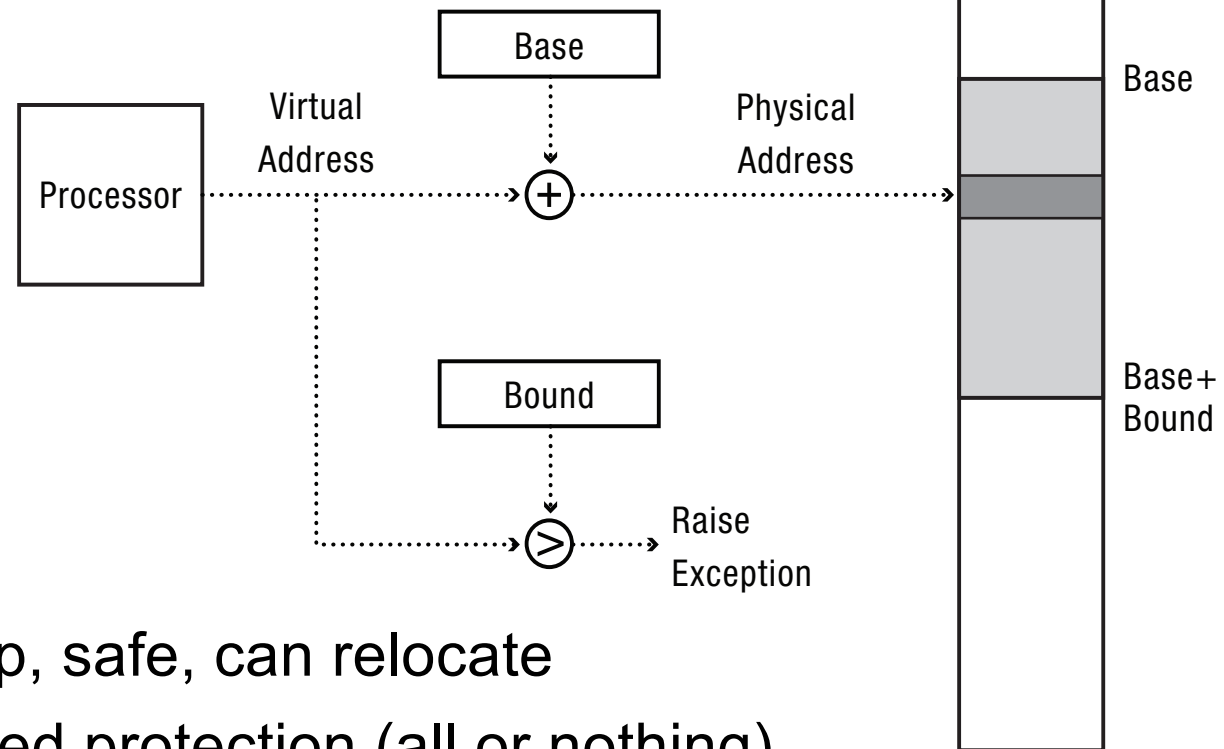 Base
Processor
Virtual
Address
+
Physical
Address
Base
Bound
>
Raise
Exception
Base+
Bound
safe, can relocate
protection (all or nothing)